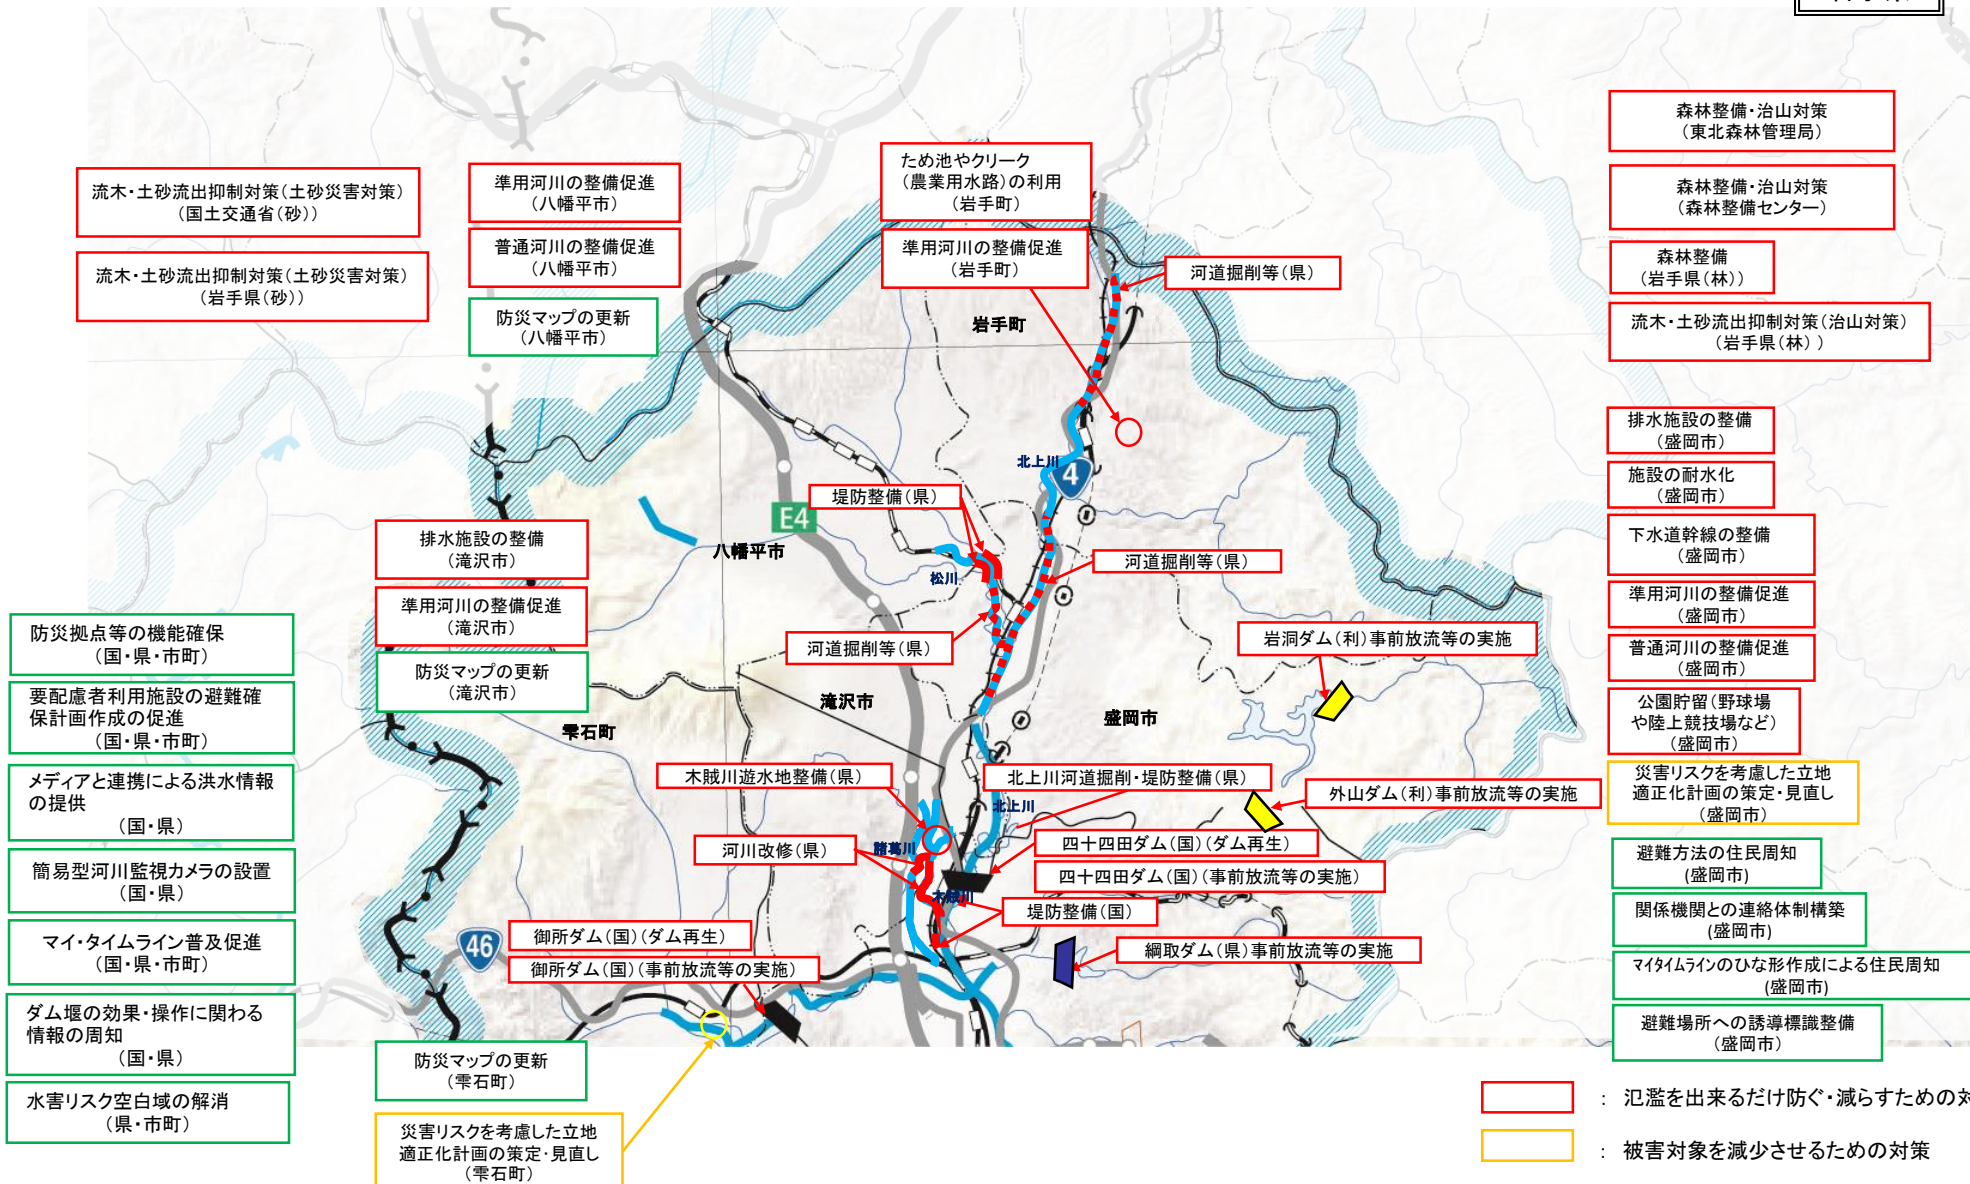 流木・土砂流出抑制対策(土砂災害対策)
(国土交通省(砂))
流木・土砂流出抑制対策(土砂災害対策)
(岩手県(砂))
準用河川の整備促進
(八幡平市)
普通河川の整備促進
(八幡平市)
防災マップの更新
(八幡平市)
ため池やクリーク
(農業用水路)の利用
(岩手町)
準用河川の整備促進
(岩手町)
河道掘削等(県)
岩手町
森林整備・治山対策
(東北森林管理局)
森林整備・治山対策
(森林整備センター)
森林整備
(岩手県(林))
流木・土砂流出抑制対策(治山対策)
(岩手県(林))
排水施設の整備
(盛岡市)
施設の耐水化
(盛岡市)
下水道幹線の整備
(盛岡市)
準用河川の整備促進
(盛岡市)
普通河川の整備促進
(盛岡市)
公園貯留(野球場
や陸上競技場など)
(盛岡市)
災害リスクを考慮した立地
適正化計画の策定・見直し
(盛岡市)
避難方法の住民周知
(盛岡市)
関係機関との連絡体制構築
(盛岡市)
マイタイムラインのひな形作成による住民周知
(盛岡市)
避難場所への誘導標識整備
(盛岡市)
北上川
4
堤防整備(県)
E4
八幡平市
松川
河道掘削等(県)
河道掘削等(県)
岩洞ダム(利)事前放流等の実施
滝沢市
盛岡市
雫石町
排水施設の整備
(滝沢市)
準用河川の整備促進
(滝沢市)
防災マップの更新
(滝沢市)
防災拠点等の機能確保
(国・県・市町)
要配慮者利用施設の避難確
保計画作成の促進
(国・県・市町)
メディアと連携による洪水情報
の提供
(国・県)
簡易型河川監視カメラの設置
(国・県)
マイ・タイムライン普及促進
(国・県・市町)
ダム堰の効果・操作に関わる
情報の周知
(国・県)
水害リスク空白域の解消
(県・市町)
木賊川遊水地整備(県)
北上川河道掘削・堤防整備(県)
北上川
外山ダム(利)事前放流等の実施
河川改修(県)
諸葛川
四十四田ダム(国)(ダム再生)
四十四田ダム(国)(事前放流等の実施)
木賊川
堤防整備(国)
46
御所ダム(国)(ダム再生)
御所ダム(国)(事前放流等の実施)
綱取ダム(県)事前放流等の実施
防災マップの更新
(雫石町)
災害リスクを考慮した立地
適正化計画の策定・見直し
(雫石町)
: 氾濫を出来るだけ防ぐ・減らすための対
: 被害対象を減少させるための対策